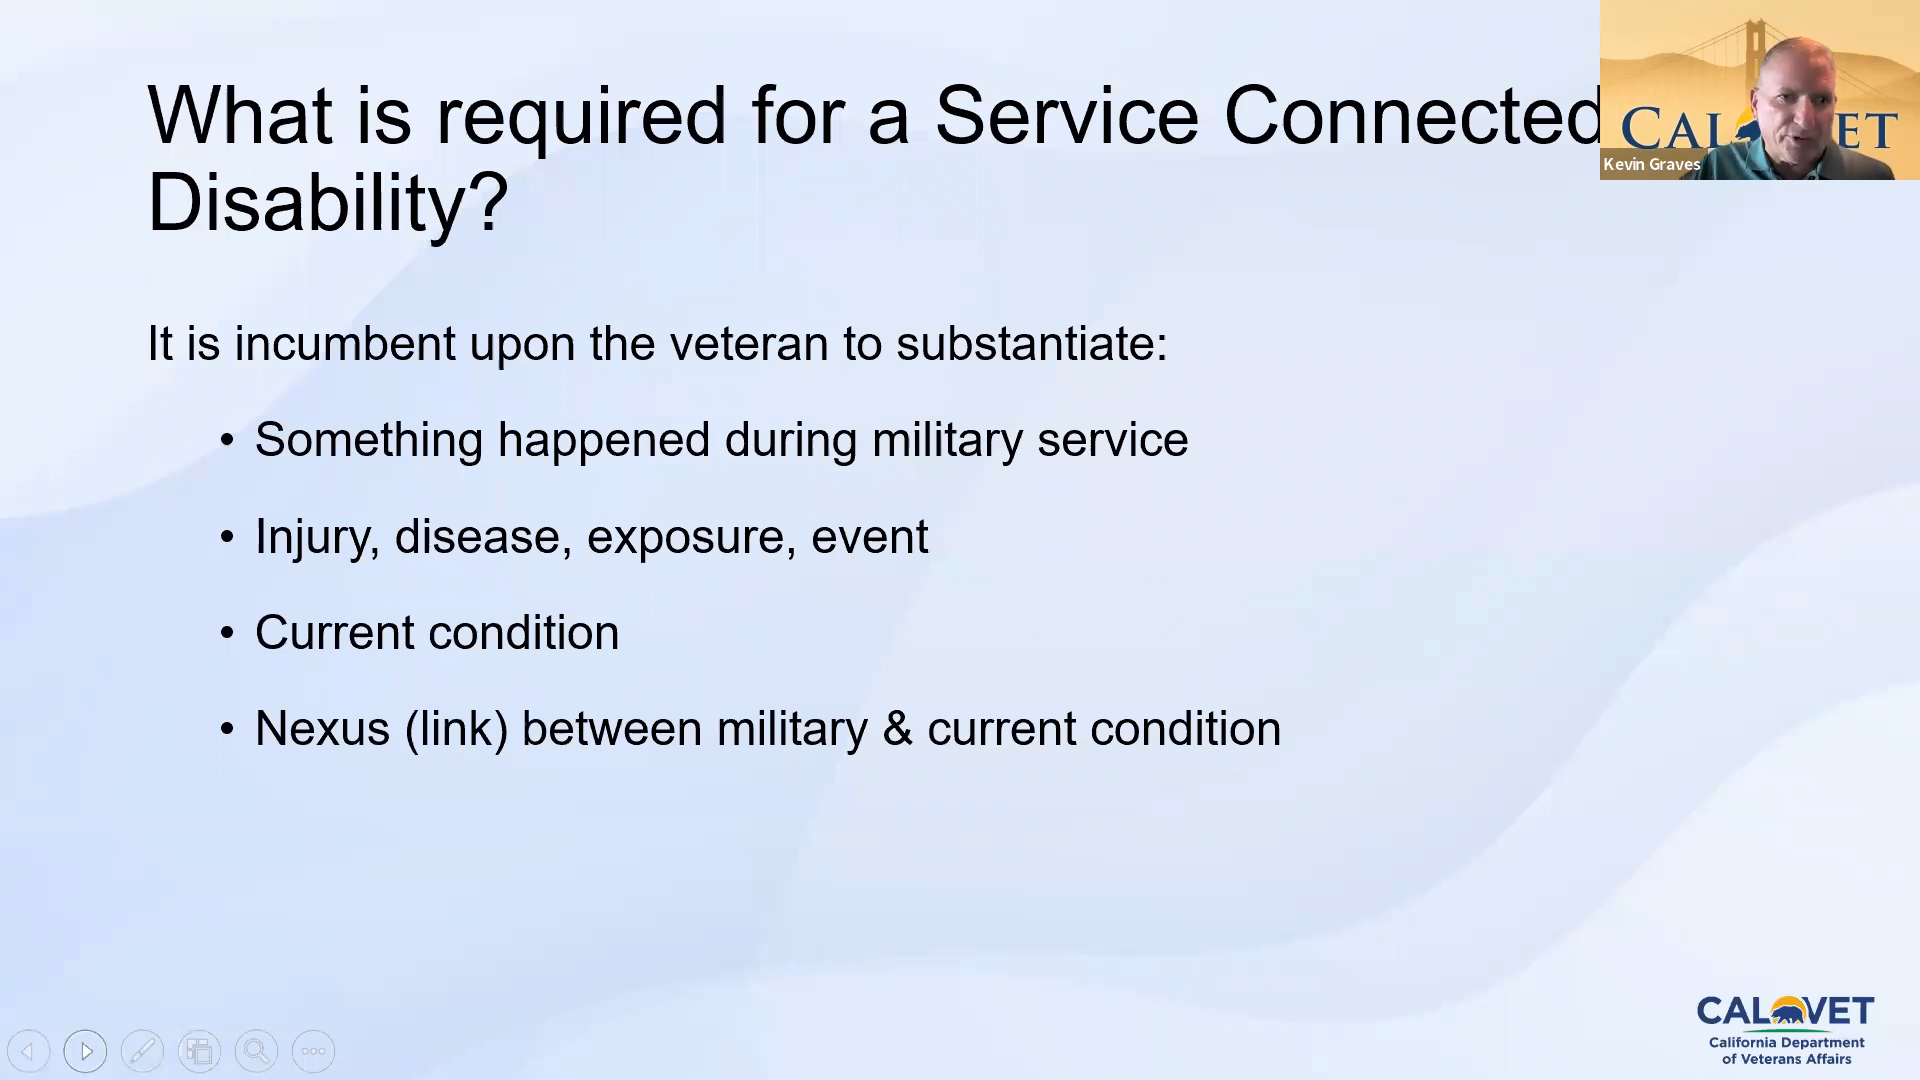 What is required for a Service Connected
Disability?
It is incumbent upon the veteran to substantiate:
• Something happened during military service
• Injury, disease, exposure, event
• Current condition
• Nexus (link) between military & current condition
CAL VET
Kevin Graves
CALVET
California Department
of Veterans Affairs